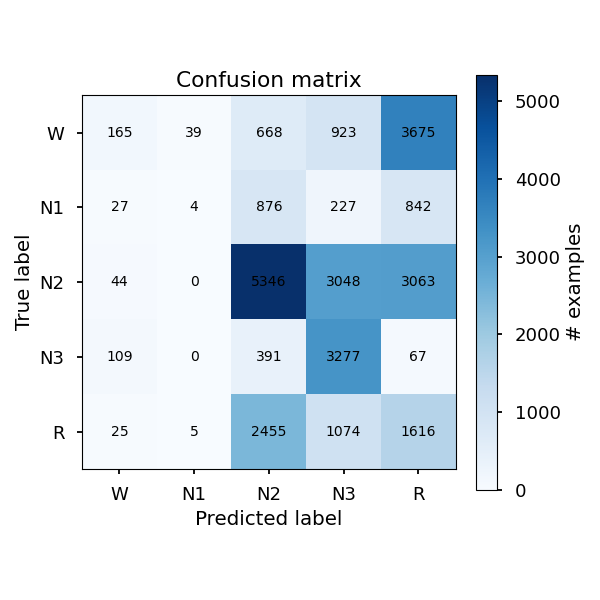 Confusion matrix
W 165 39 668 923 3675
N1 27 4 876 227 842
N2 44 0 5346 3048 3063
N3 109 0 391 3277 67
R 25 5 2455 1074 1616
W N1 N2 N3 R
Predicted label
True label
5000
4000
3000
2000
1000
0
# examples